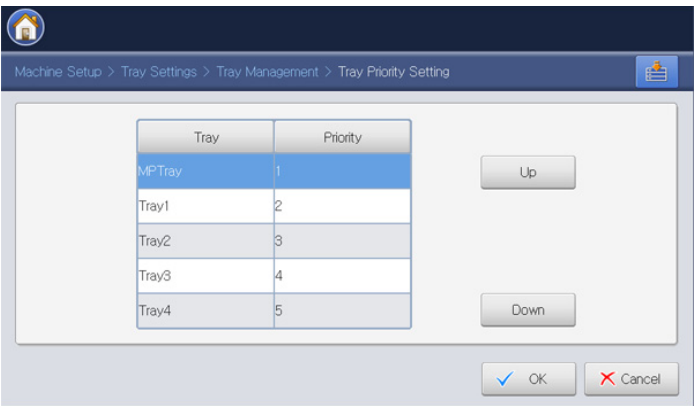 Machine Setup > Tray Settings > Tray Management > Tray Priority Setting
Tray Priority
MPTray 1
Up
Tray1 2
Tray2 3
Tray3 4
Tray4 5
Down
OK Cancel